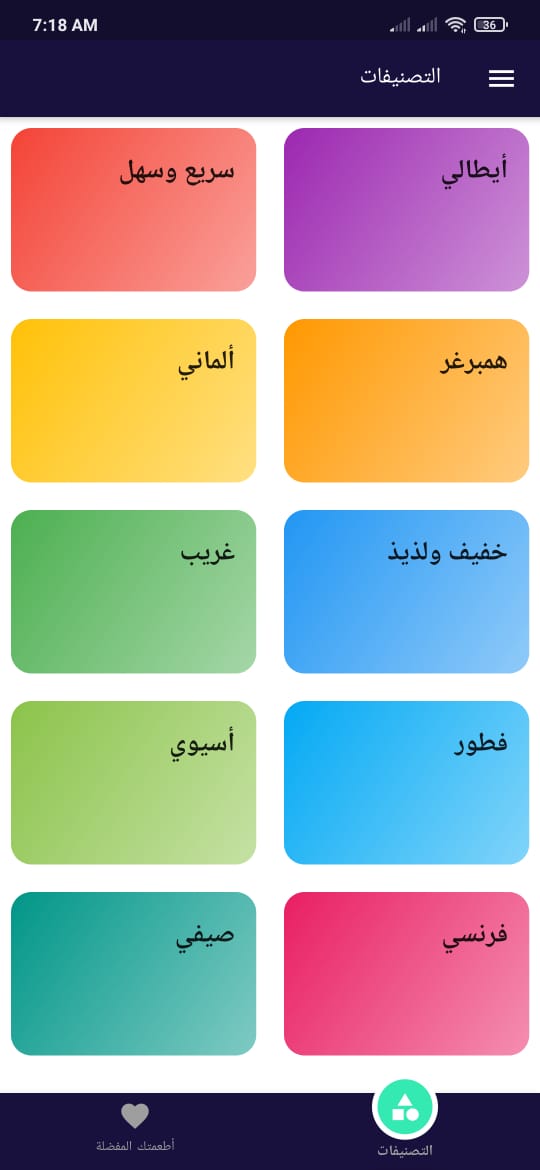 7:18 AM
36
التصنيفات
أيطالي
سريع وسهل
همبرغر
ألماني
خفيف ولذيذ
غريب
فطور
أسيوي
فرنسي
صيفي
التصنيفات
أطعمتك المفضلة